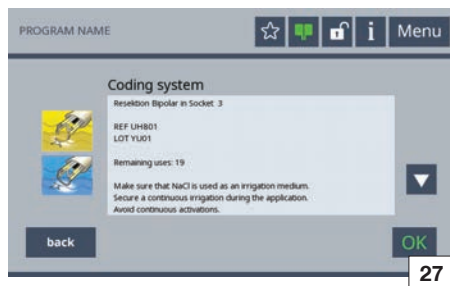 PROGRAM NAME
i
Menu
Coding system
Resektion Bipolar in Socket 3
REF UHB01
LOT YU01
Remaining uses: 19
Make sure that NaCl is used as an irrigation medium.
Secure a continuous irrigation during the application.
Avoid continuous activations.
back
OK
27